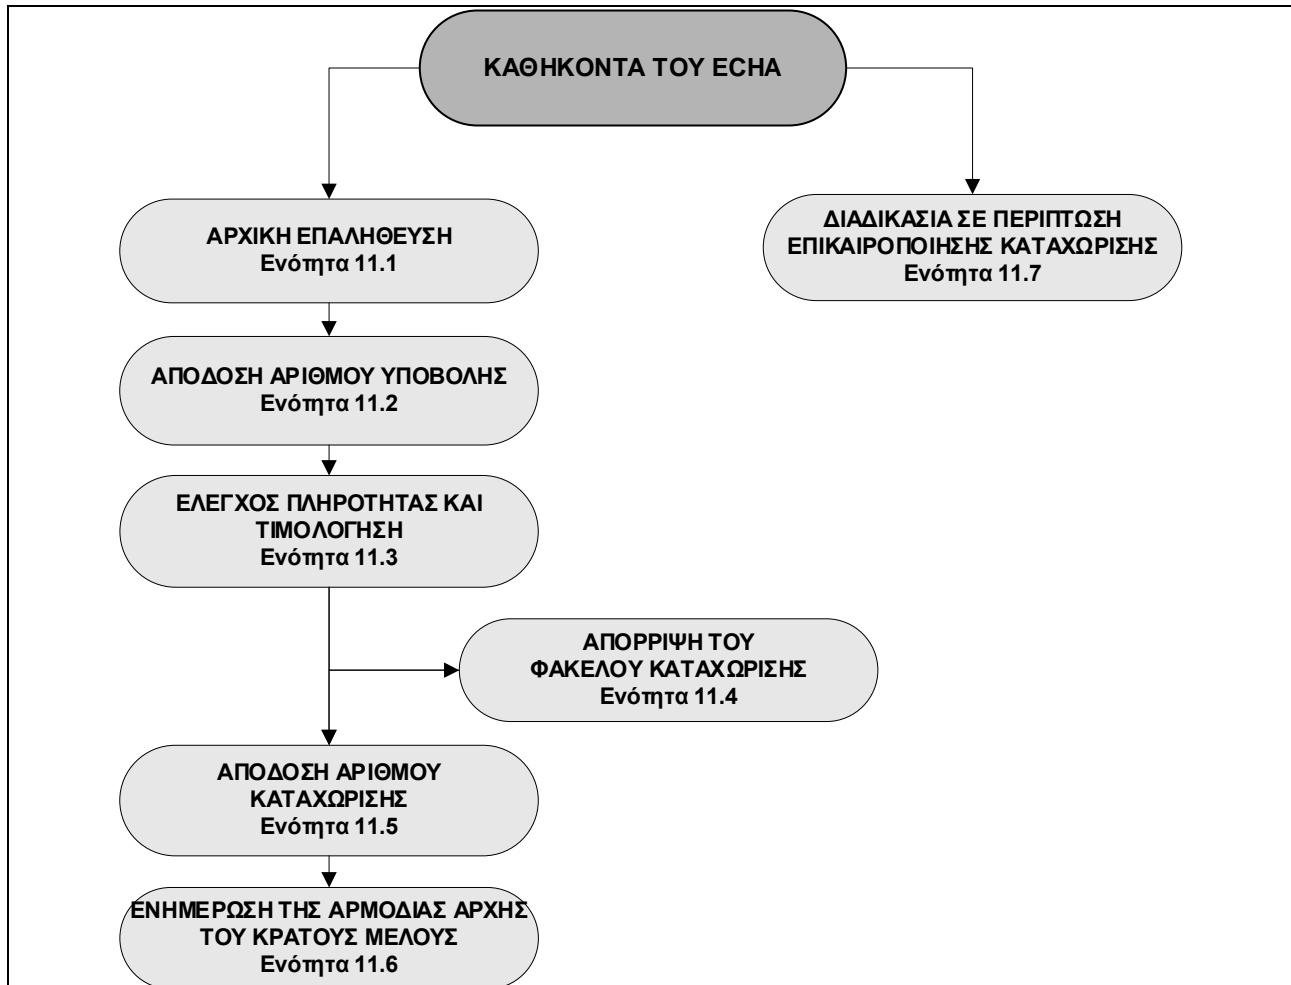 ΚΑΘΗΚΟΝΤΑ ΤΟΥ ECHA
ΑΡΧΙΚΗ ΕΠΑΛΗΘΕΥΣΗ
Ενότητα 11.1
ΔΙΑΔΙΚΑΣΙΑ ΣΕ ΠΕΡΙΠΤΩΣΗ
ΕΠΙΚΑΙΡΟΠΟΙΗΣΗΣ ΚΑΤΑΧΩΡΙΣΗΣ
Ενότητα 11.7
ΑΠΟΔΟΣΗ ΑΡΙΘΜΟΥ ΥΠΟΒΟΛΗΣ
Ενότητα 11.2
ΕΛΕΓΧΟΣ ΠΛΗΡΟΤΗΤΑΣ ΚΑΙ
ΤΙΜΟΛΟΓΗΣΗ
Ενότητα 11.3
ΑΠΟΡΡΙΨΗ ΤΟΥ
ΦΑΚΕΛΟΥ ΚΑΤΑΧΩΡΙΣΗΣ
Ενότητα 11.4
ΑΠΟΔΟΣΗ ΑΡΙΘΜΟΥ
ΚΑΤΑΧΩΡΙΣΗΣ
Ενότητα 11.5
ΕΝΗΜΕΡΩΣΗ ΤΗΣ ΑΡΜΟΔΙΑΣ ΑΡΧΗΣ
ΤΟΥ ΚΡΑΤΟΥΣ ΜΕΛΟΥΣ
Ενότητα 11.6